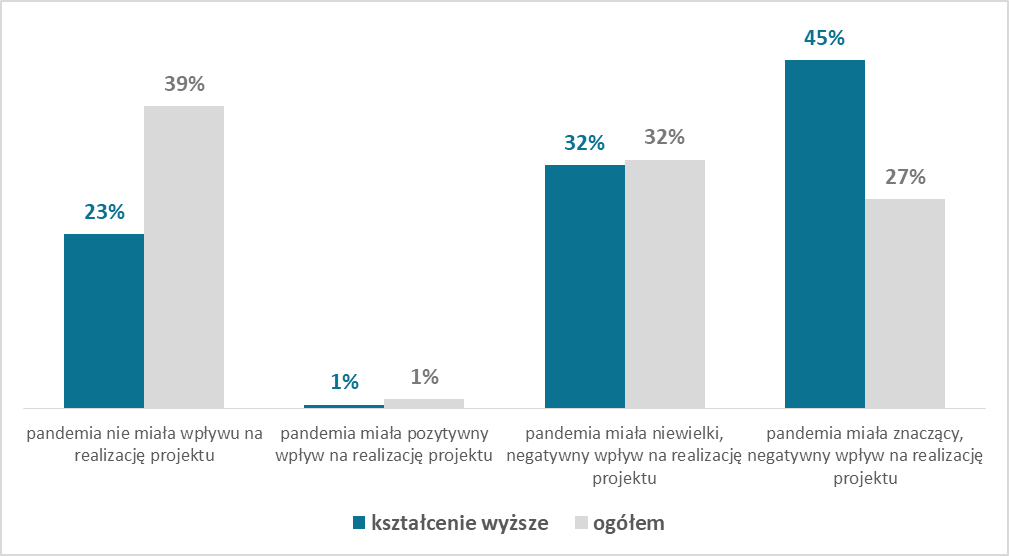 45%
39%
32%
32%
27%
23%
1%
1%
pandemia nie miała wpływu na
realizację projektu
pandemia miała pozytywny
wpływ na realizację projektu
pandemia miała niewielki,
negatywny wpływ na realizację
projektu
pandemia miała znaczący,
negatywny wpływ na realizację
projektu
kształcenie wyższe
ogółem